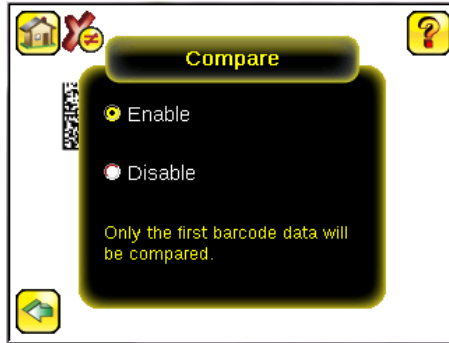 Compare
Enable
Disable
Only the first barcode data will
be compared.